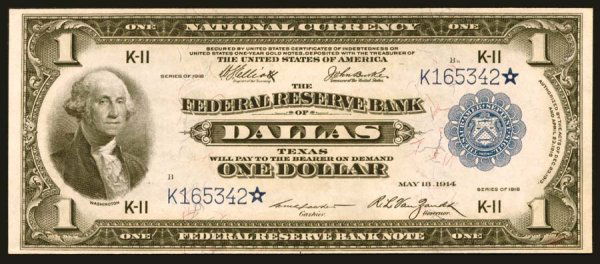 ONE NATIONAL CURRENCY ONE
SECURED BY UNITED STATES CERTIFICATES OF INDEBTEDNESS OR
UNITED STATES ONE-YEAR GOLD NOTES, DEPOSITED WITH THE TREASURER OF
THE UNITED STATES OF AMERICA
1 K-11 K-11 1
SERIES OF 1918
K165342☆
THE
FEDERAL RESERVE BANK
OF
DALLAS
TEXAS
WILL PAY TO THE BEARER ON DEMAND
ONE DOLLAR
B
K165342☆
WASHINGTON
MAY 18, 1914
SERIES OF 1918
1 K-11 Cashier. Governor. K-11 1
ONE FEDERAL RESERVE BANK NOTE ONE